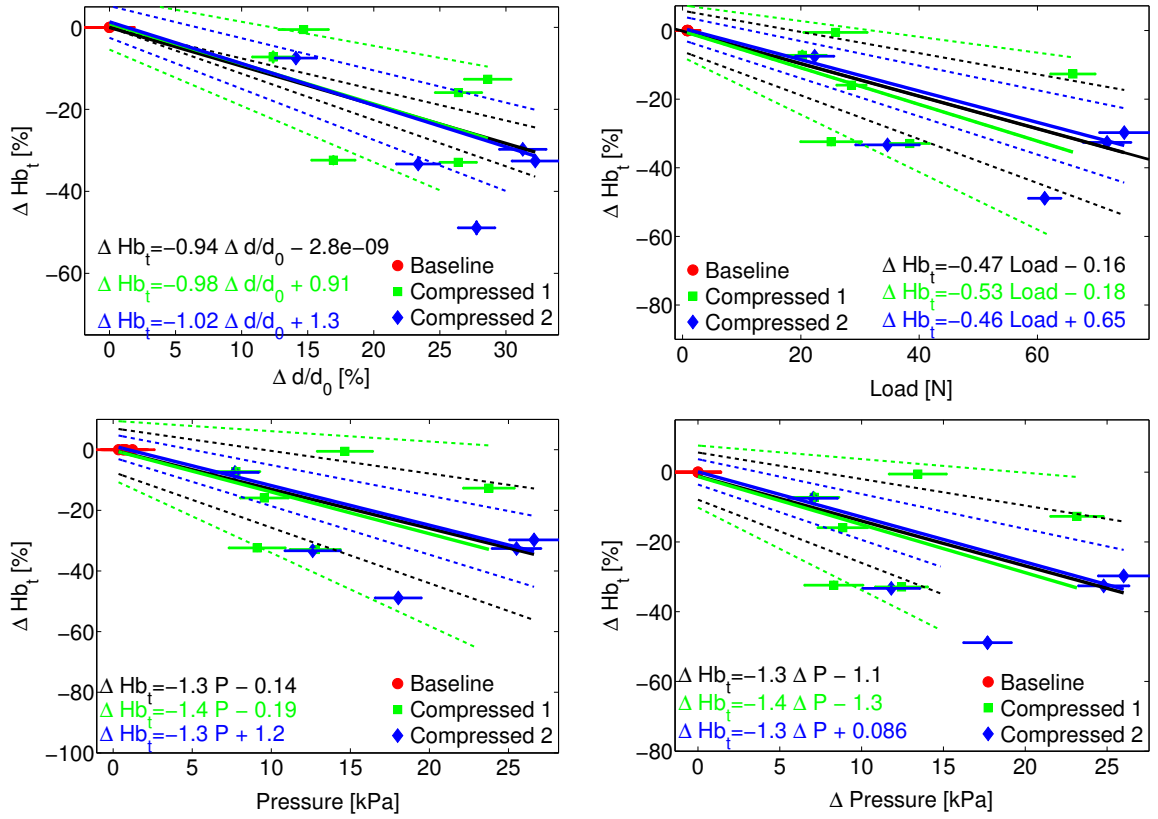 0
−20
−40
−60
Δ Hb_t [%]
Δ Hb_t=−0.94 Δ d/d_0 − 2.8e−09
Δ Hb_t=−0.98 Δ d/d_0 + 0.91
Δ Hb_t=−1.02 Δ d/d_0 + 1.3
Baseline
Compressed 1
Compressed 2
0 5 10 15 20 25 30
Δ d/d_0 [%]
0
−20
−40
−60
−80
Δ Hb_t [%]
Baseline
Compressed 1
Compressed 2
Δ Hb_t=−0.47 Load − 0.16
Δ Hb_t=−0.53 Load − 0.18
Δ Hb_t=−0.46 Load + 0.65
0 20 40 60
Load [N]
0
−20
−40
−60
−80
−100
Δ Hb_t [%]
Δ Hb_t=−1.3 P − 0.14
Δ Hb_t=−1.4 P − 0.19
Δ Hb_t=−1.3 P + 1.2
Baseline
Compressed 1
Compressed 2
0 5 10 15 20 25
Pressure [kPa]
0
−20
−40
−60
−80
Δ Hb_t [%]
Δ Hb_t=−1.3 Δ P − 1.1
Δ Hb_t=−1.4 Δ P − 1.3
Δ Hb_t=−1.3 Δ P + 0.086
Baseline
Compressed 1
Compressed 2
0 5 10 15 20 25
Δ Pressure [kPa]